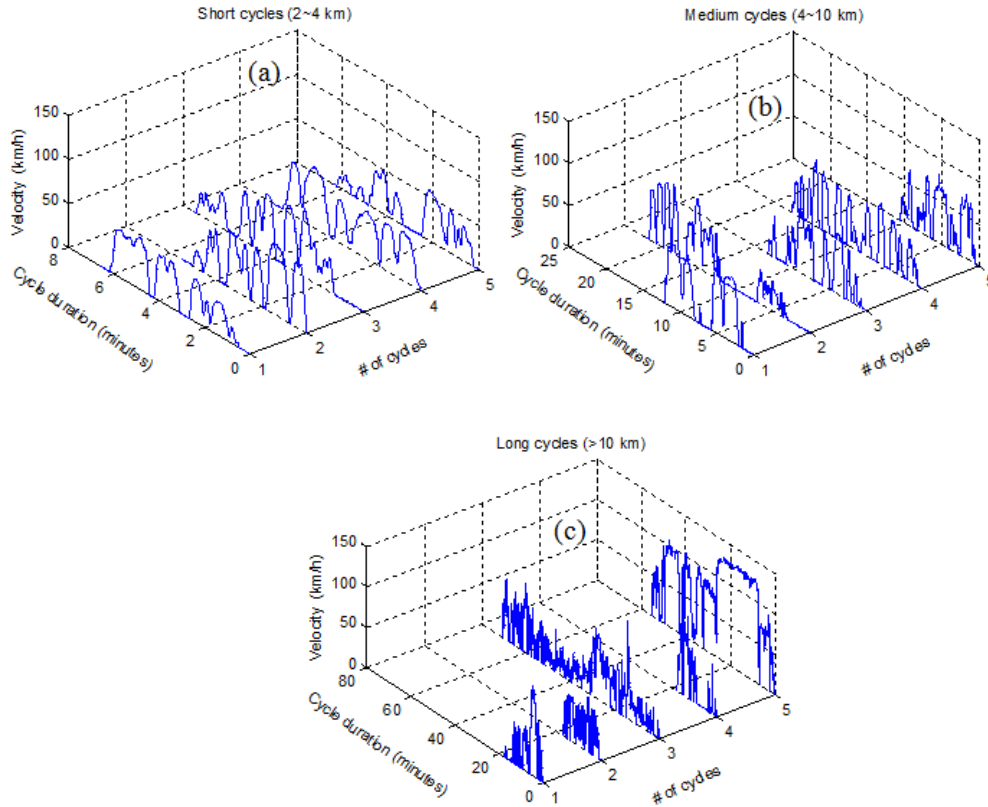 Short cycles (2~4 km)
(a)
150
100
50
0
Velocity (km/h)
8
6
4
2
0
Cycle duration (minutes)
1
2
3
4
5
# of cycles
Medium cycles (4~10 km)
(b)
150
100
50
0
Velocity (km/h)
25
20
15
10
5
0
Cycle duration (minutes)
1
2
3
4
5
# of cycles
Long cycles (>10 km)
(c)
150
100
50
0
Velocity (km/h)
80
60
40
20
0
Cycle duration (minutes)
1
2
3
4
5
# of cycles